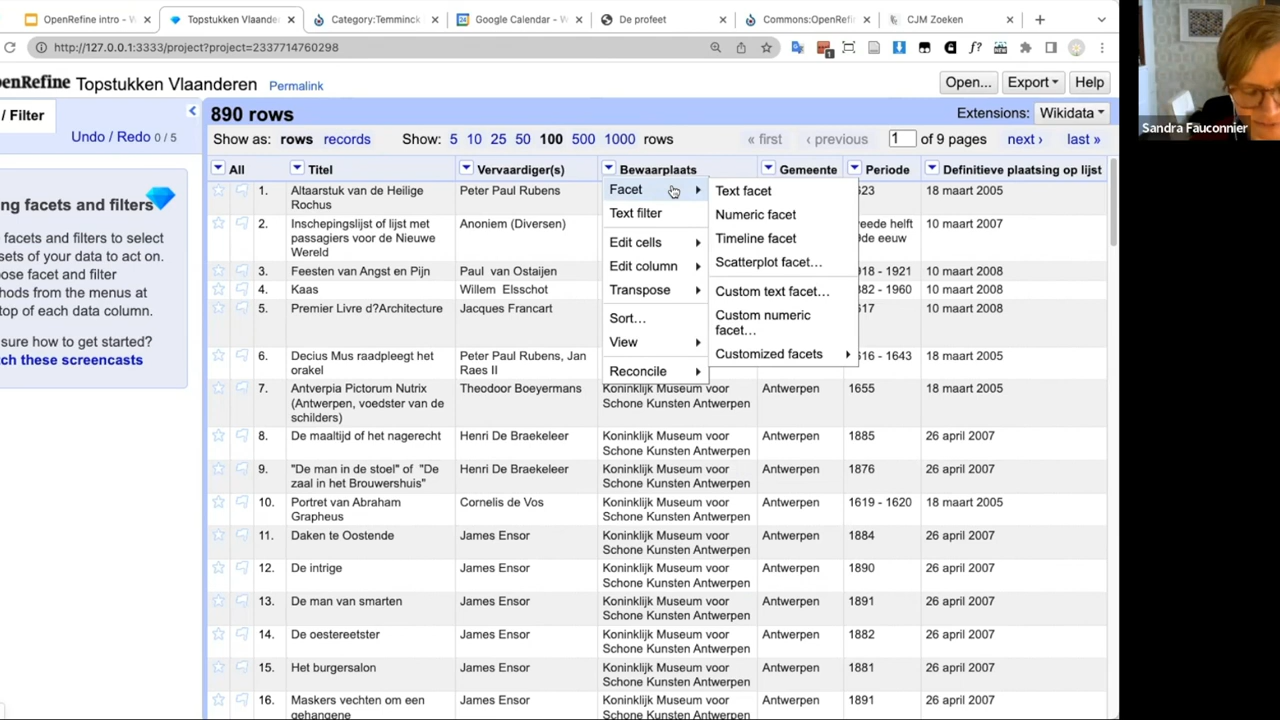 OpenRefine intro - W
Topstukken Vlaande
Category:Temminck
Google Calendar - W
De profeet
Commons:OpenRefi
CJM Zoeken
http://127.0.0.1:3333/project?project=2337714760298
1
f?
enRefine Topstukken Vlaanderen Permalink
Open... Export Help
/ Filter
Undo / Redo 0 / 5
890 rows
Extensions: Wikidata
Show as: rows records Show: 5 10 25 50 100 500 1000 rows
« first ‹ previous 1 of 9 pages next › last »
ng facets and filters
facets and filters to select
sets of your data to act on.
ose facet and filter
hods from the menus at
top of each data column.
sure how to get started?
tch these screencasts
All Titel Vervaardiger(s) Bewaarplaats Gemeente Periode Definitieve plaatsing op lijst
1. Altaarstuk van de Heilige Peter Paul Rubens 623 18 maart 2005
Rochus
2. Inschepingslijst of lijst met Anoniem (Diversen) eede helft 10 maart 2007
passagiers voor de Nieuwe 9de eeuw
Wereld
3. Feesten van Angst en Pijn Paul van Ostaijen 918 - 1921 10 maart 2008
4. Kaas Willem Elsschot 882 - 1960 10 maart 2008
5. Premier Livre d?Architecture Jacques Francart 617 10 maart 2008
6. Decius Mus raadpleegt het Peter Paul Rubens, Jan 616 - 1643 18 maart 2005
orakel Raes II
7. Antverpia Pictorum Nutrix Theodoor Boeyermans Koninklijk Museum voor Antwerpen 1655 18 maart 2005
(Antwerpen, voedster van de Schone Kunsten Antwerpen
schilders)
8. De maaltijd of het nagerecht Henri De Braekeleer Koninklijk Museum voor Antwerpen 1885 26 april 2007
Schone Kunsten Antwerpen
9. "De man in de stoel" of "De Henri De Braekeleer Koninklijk Museum voor Antwerpen 1876 26 april 2007
zaal in het Brouwershuis" Schone Kunsten Antwerpen
10. Portret van Abraham Cornelis de Vos Koninklijk Museum voor Antwerpen 1619 - 1620 18 maart 2005
Grapheus Schone Kunsten Antwerpen
11. Daken te Oostende James Ensor Koninklijk Museum voor Antwerpen 1884 26 april 2007
Schone Kunsten Antwerpen
12. De intrige James Ensor Koninklijk Museum voor Antwerpen 1890 26 april 2007
Schone Kunsten Antwerpen
13. De man van smarten James Ensor Koninklijk Museum voor Antwerpen 1891 26 april 2007
Schone Kunsten Antwerpen
14. De oestereetster James Ensor Koninklijk Museum voor Antwerpen 1882 26 april 2007
Schone Kunsten Antwerpen
15. Het burgersalon James Ensor Koninklijk Museum voor Antwerpen 1881 26 april 2007
Schone Kunsten Antwerpen
16. Maskers vechten om een James Ensor Koninklijk Museum voor Antwerpen 1891 26 april 2007
gehangene Schone Kunsten Antwerpen
Facet
Text filter
Edit cells
Edit column
Transpose
Sort...
View
Reconcile
Text facet
Numeric facet
Timeline facet
Scatterplot facet...
Custom text facet...
Custom numeric
facet...
Customized facets
Sandra Fauconnier